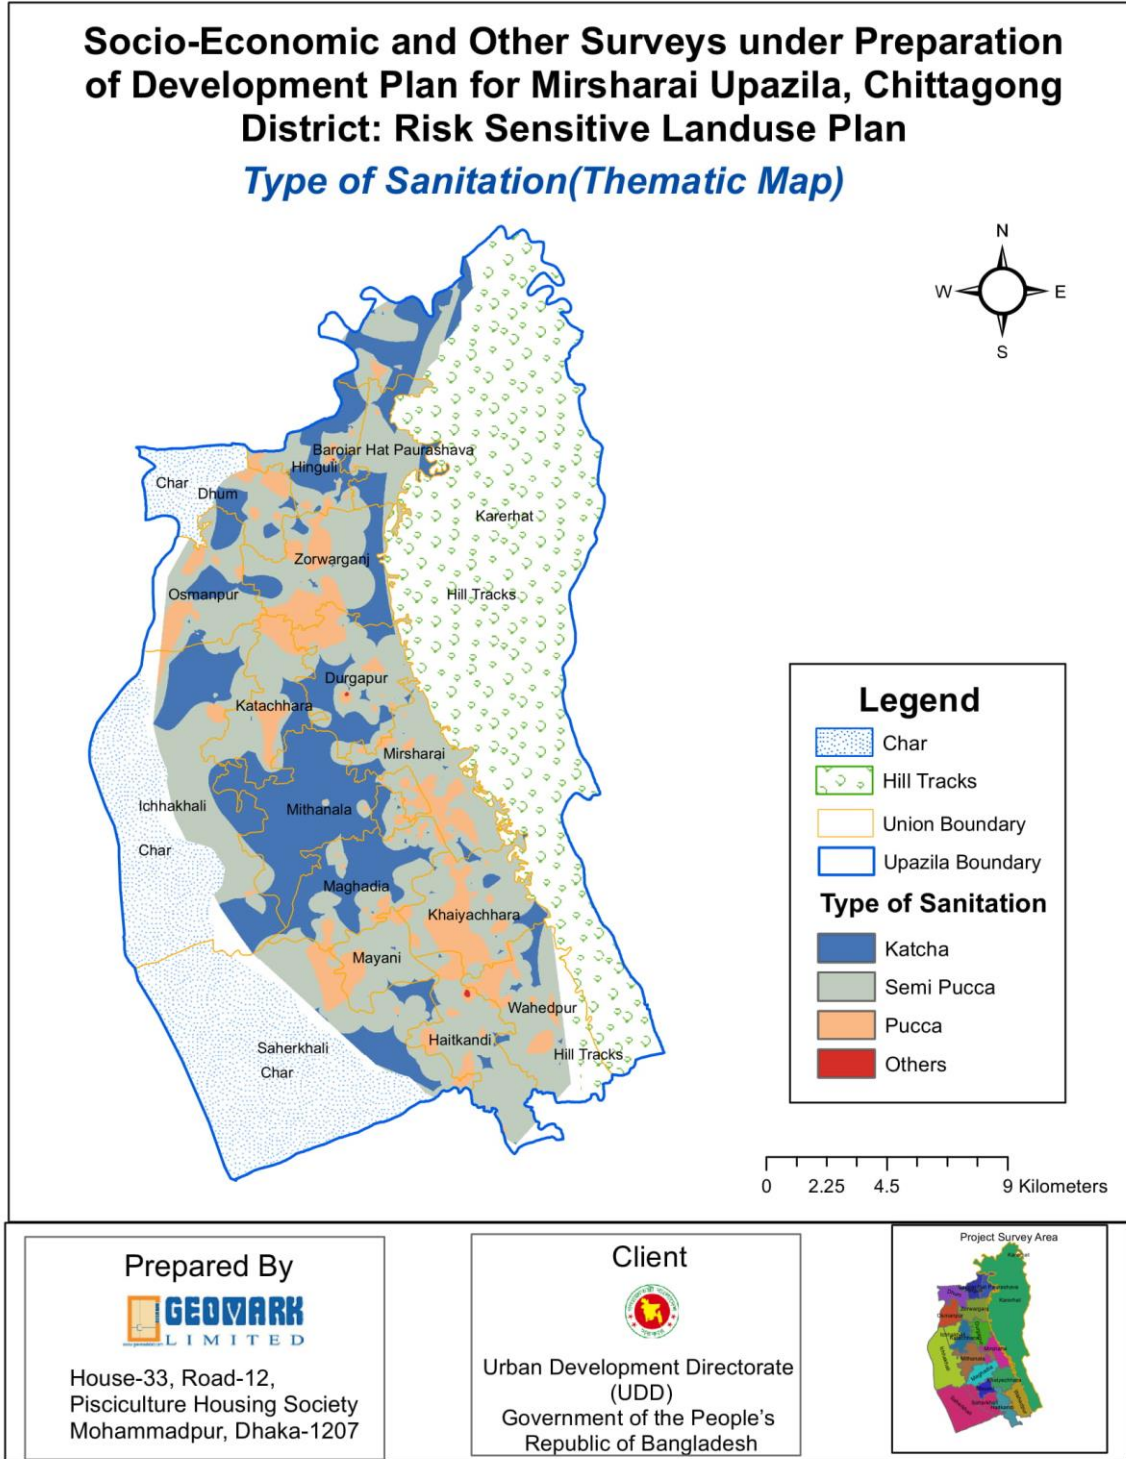 Socio-Economic and Other Surveys under Preparation
of Development Plan for Mirsharai Upazila, Chittagong
District: Risk Sensitive Landuse Plan
Type of Sanitation(Thematic Map)
N
W
E
S
Baroiar Hat Paurashava
Hinguli
Char
Dhum
Karerhat
Zorwarganj
Osmanpur
Hill Tracks
Durgapur
Katachhara
Mirsharai
Ichhakhali
Mithanala
Char
Maghadia
Khaiyachhara
Mayani
Wahedpur
Haitkandi
Saherkhali
Hill Tracks
Char
Legend
Char
Hill Tracks
Union Boundary
Upazila Boundary
Type of Sanitation
Katcha
Semi Pucca
Pucca
Others
0 2.25 4.5 9 Kilometers
Prepared By
GEOMARK
LIMITED
House-33, Road-12,
Pisciculture Housing Society
Mohammadpur, Dhaka-1207
Client
Urban Development Directorate
(UDD)
Government of the People's
Republic of Bangladesh
Project Survey Area